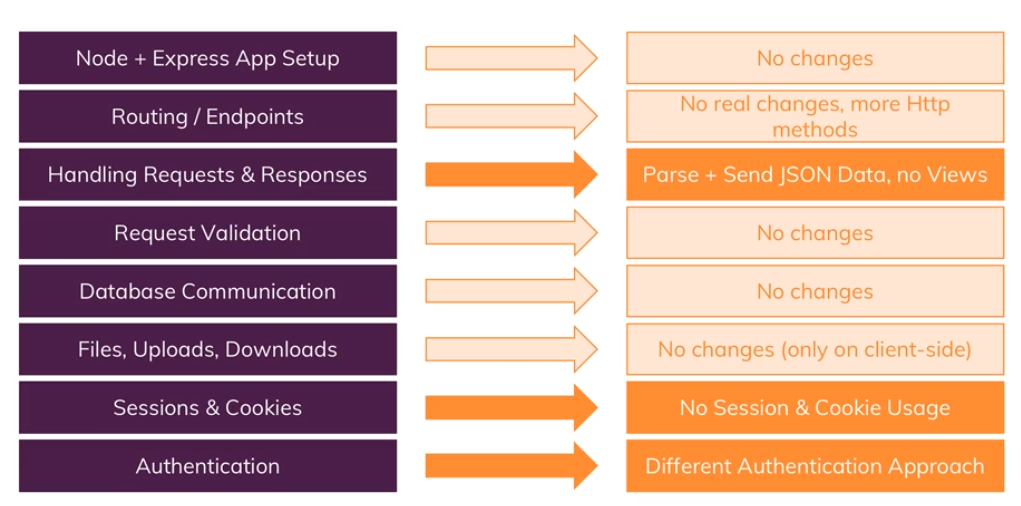 Node + Express App Setup
No changes
Routing / Endpoints
No real changes, more Http
methods
Handling Requests & Responses
Parse + Send JSON Data, no Views
Request Validation
No changes
Database Communication
No changes
Files, Uploads, Downloads
No changes (only on client-side)
Sessions & Cookies
No Session & Cookie Usage
Authentication
Different Authentication Approach